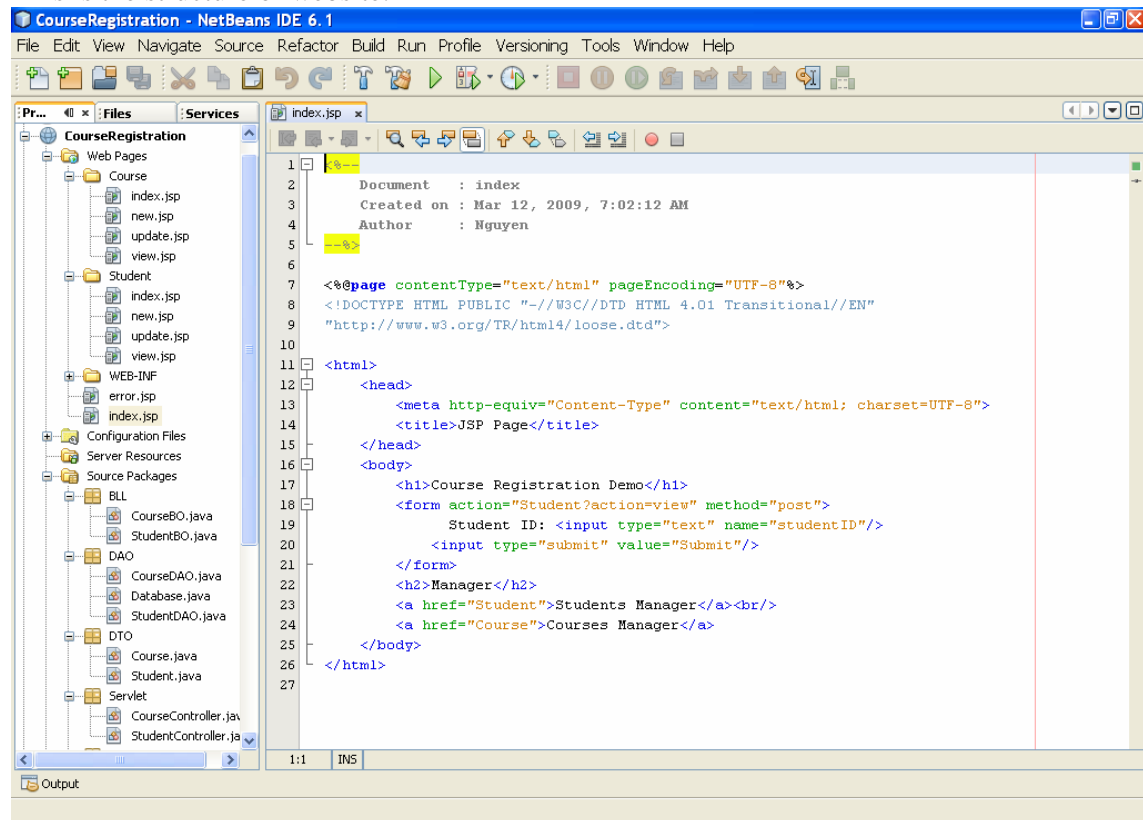 CourseRegistration - NetBeans IDE 6.1
File Edit View Navigate Source Refactor Build Run Profile Versioning Tools Window Help
Pr... Files Services
index.jsp
CourseRegistration
Web Pages
Course
index.jsp
new.jsp
update.jsp
view.jsp
Student
index.jsp
new.jsp
update.jsp
view.jsp
WEB-INF
error.jsp
index.jsp
Configuration Files
Server Resources
Source Packages
BLL
CourseBO.java
StudentBO.java
DAO
CourseDAO.java
Database.java
StudentDAO.java
DTO
Course.java
Student.java
Servlet
CourseController.jav
StudentController.ja
1 <%--
2 Document : index
3 Created on : Mar 12, 2009, 7:02:12 AM
4 Author : Nguyen
5 --%>
6
7 <%@page contentType="text/html" pageEncoding="UTF-8"%>
8 <!DOCTYPE HTML PUBLIC "-//W3C//DTD HTML 4.01 Transitional//EN"
9 "http://www.w3.org/TR/html4/loose.dtd">
10
11 <html>
12 <head>
13 <meta http-equiv="Content-Type" content="text/html; charset=UTF-8">
14 <title>JSP Page</title>
15 </head>
16 <body>
17 <h1>Course Registration Demo</h1>
18 <form action="Student?action=view" method="post">
19 Student ID: <input type="text" name="studentID"/>
20 <input type="submit" value="Submit"/>
21 </form>
22 <h2>Manager</h2>
23 <a href="Student">Students Manager</a><br/>
24 <a href="Course">Courses Manager</a>
25 </body>
26 </html>
27
1:1 INS
Output